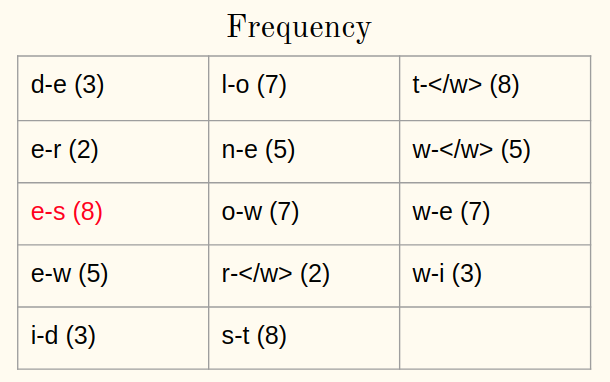 Frequency
d-e (3) l-o (7) t-</w> (8)
e-r (2) n-e (5) w-</w> (5)
e-s (8) o-w (7) w-e (7)
e-w (5) r-</w> (2) w-i (3)
i-d (3) s-t (8)